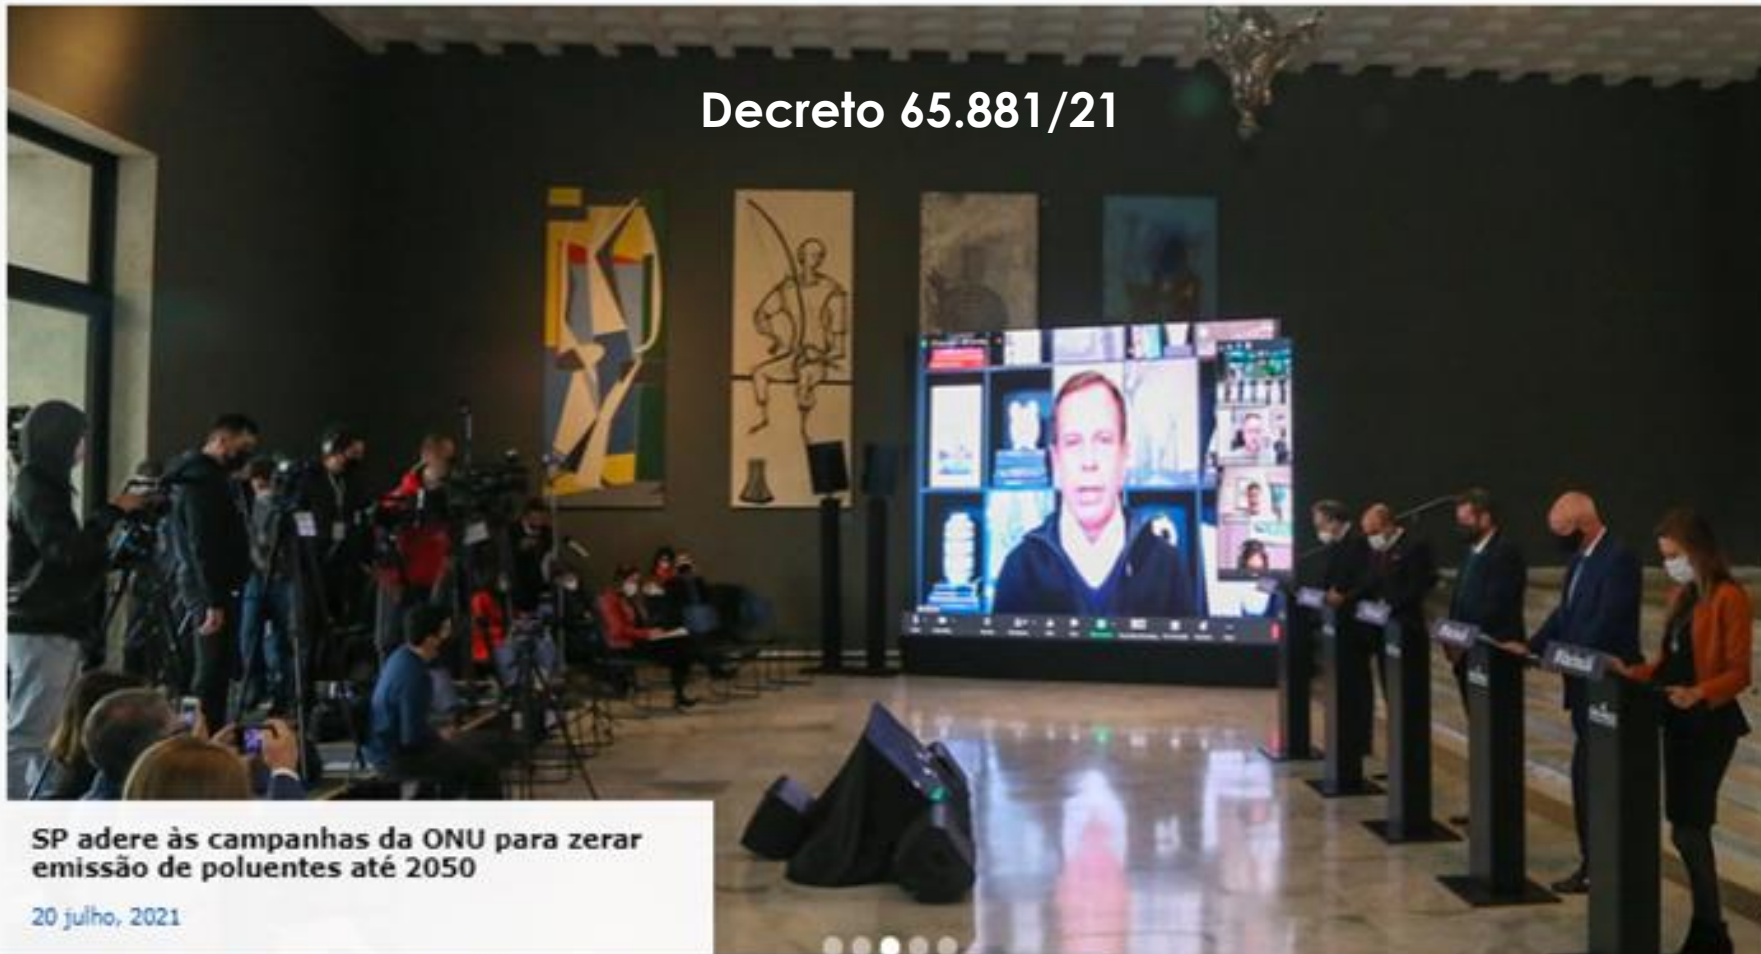 Decreto 65.881/21
SP adere às campanhas da ONU para zerar
emissão de poluentes até 2050
20 julho, 2021